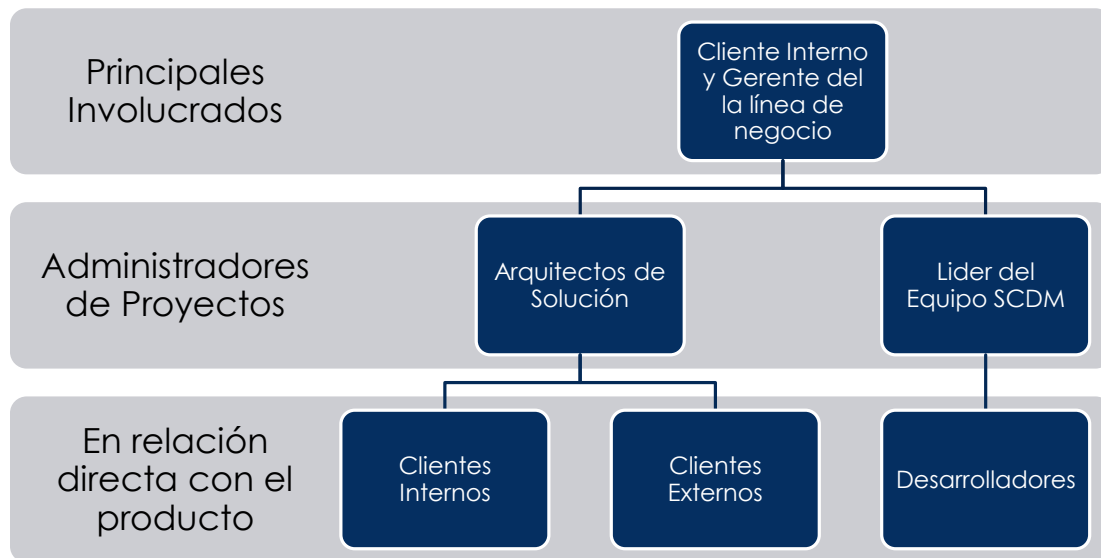 Principales
Involucrados
Cliente Interno
y Gerente del
la línea de
negocio
Administradores
de Proyectos
Arquitectos de
Solución
Lider del
Equipo SCDM
En relación
directa con el
producto
Clientes
Internos
Clientes
Externos
Desarrolladores